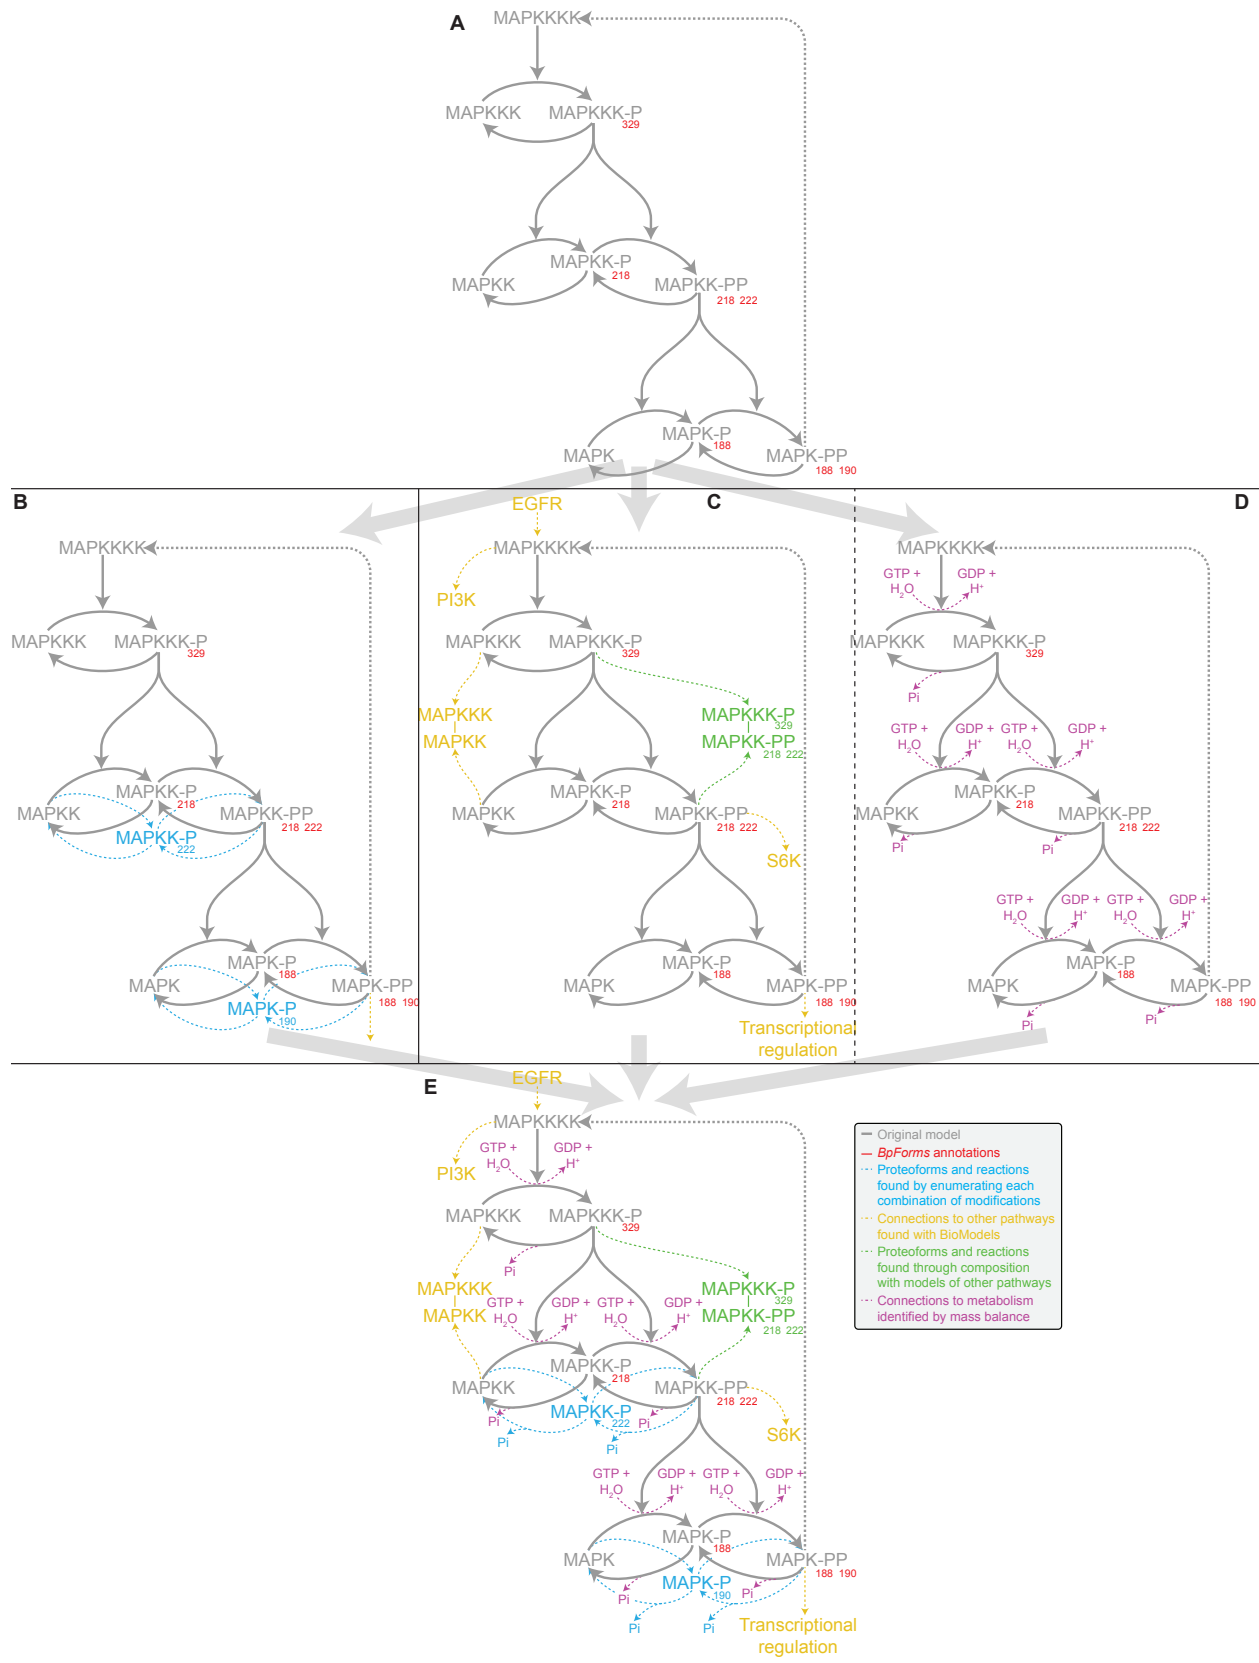 A
MAPKKKK
MAPKKK
MAPKKK-P
329
MAPKK-P
218
MAPKK
MAPKK-PP
218 222
MAPK-P
188
MAPK
MAPK-PP
188 190
B
MAPKKKK
MAPKKK
MAPKKK-P
329
MAPKK-P
218
MAPKK
MAPKK-PP
218 222
MAPKK-P
222
MAPK-P
188
MAPK
MAPK-PP
188 190
MAPK-P
190
C
EGFR
MAPKKKK
PI3K
MAPKKK
MAPKKK-P
329
MAPKKK
MAPKK
MAPKKK-P
329
MAPKK-PP
218 222
MAPKK-P
218
MAPKK
MAPKK-PP
218 222
S6K
MAPK-P
188
MAPK
MAPK-PP
188 190
Transcriptional
regulation
D
MAPKKKK
GTP +
H₂O
GDP +
H⁺
MAPKKK
MAPKKK-P
329
Pi
GTP +
H₂O
GDP +
H⁺
GTP +
H₂O
GDP +
H⁺
MAPKK-P
218
MAPKK
MAPKK-PP
218 222
Pi
Pi
GTP +
H₂O
GDP +
H⁺
GTP +
H₂O
GDP +
H⁺
MAPK-P
188
MAPK
MAPK-PP
188 190
Pi
Pi
E
EGFR
MAPKKKK
PI3K
GTP +
H₂O
GDP +
H⁺
MAPKKK
MAPKKK-P
329
Pi
MAPKKK
MAPKK
GTP +
H₂O
GDP +
H⁺
GTP +
H₂O
GDP +
H⁺
MAPKKK-P
329
MAPKK-PP
218 222
MAPKK-P
218
MAPKK
MAPKK-PP
218 222
Pi
MAPKK-P
222
Pi
Pi
Pi
S6K
GTP +
H₂O
GDP +
H⁺
GTP +
H₂O
GDP +
H⁺
MAPK-P
188
MAPK
MAPK-PP
188 190
Pi
MAPK-P
190
Pi
Pi
Pi
Transcriptional
regulation
Original model
BpForms annotations
Proteoforms and reactions
found by enumerating each
combination of modifications
Connections to other pathways
found with BioModels
Proteoforms and reactions
found through composition
with models of other pathways
Connections to metabolism
identified by mass balance